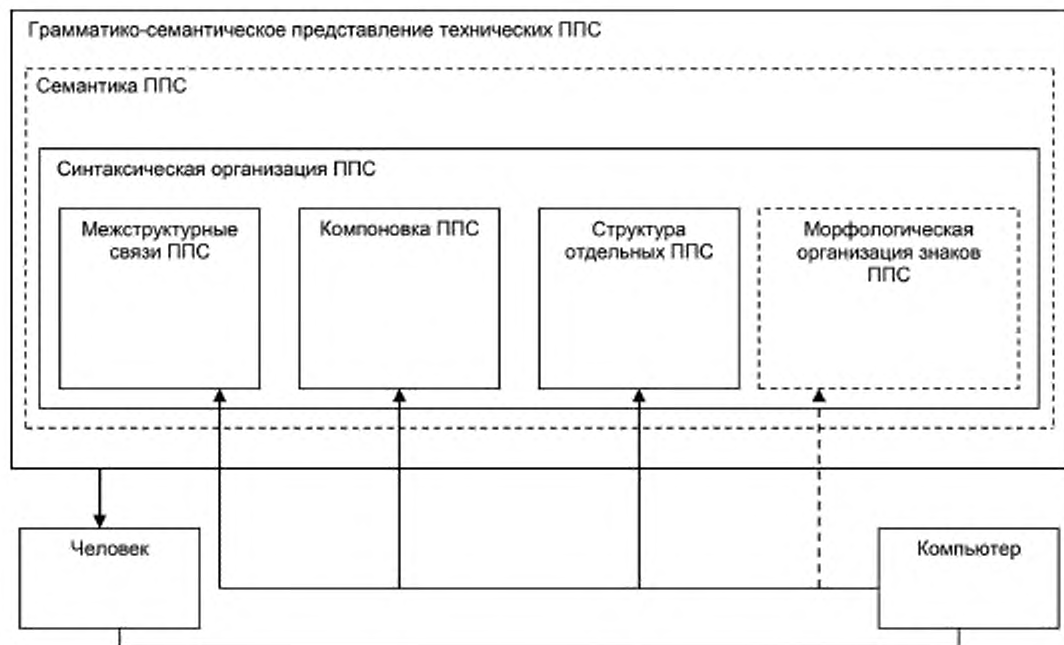 Грамматико-семантическое представление технических ППС
Семантика ППС
Синтаксическая организация ППС
Межструктурные
связи ППС
Компоновка ППС
Структура
отдельных ППС
Морфологическая
организация знаков
ППС
Человек
Компьютер